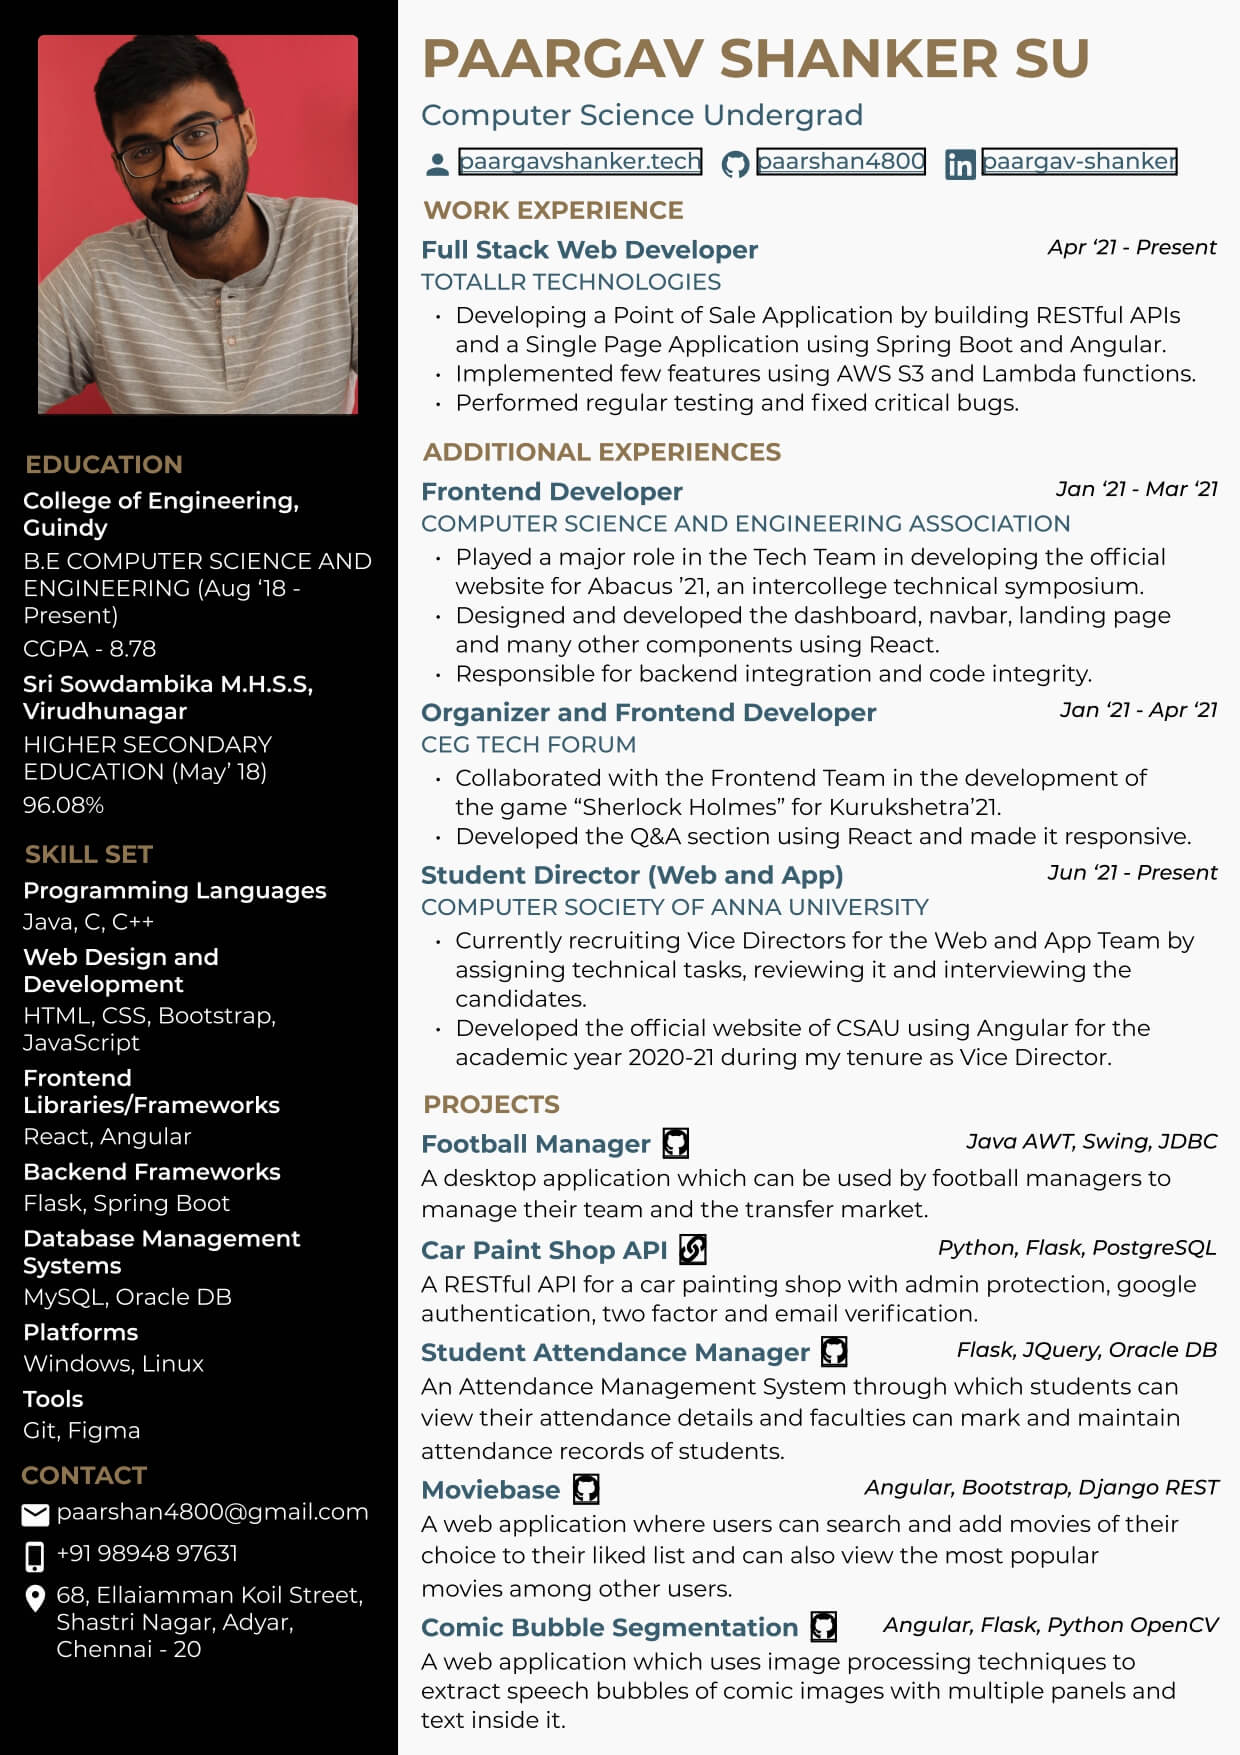 PAARGAV SHANKER SU
Computer Science Undergrad
paargavshanker.tech
paarshan4800
paargav-shanker
EDUCATION
College of Engineering,
Guindy
B.E COMPUTER SCIENCE AND
ENGINEERING (Aug ‘18 -
Present)
CGPA - 8.78
Sri Sowdambika M.H.S.S,
Virudhunagar
HIGHER SECONDARY
EDUCATION (May’ 18)
96.08%
SKILL SET
Programming Languages
Java, C, C++
Web Design and
Development
HTML, CSS, Bootstrap,
JavaScript
Frontend
Libraries/Frameworks
React, Angular
Backend Frameworks
Flask, Spring Boot
Database Management
Systems
MySQL, Oracle DB
Platforms
Windows, Linux
Tools
Git, Figma
CONTACT
paarshan4800@gmail.com
+91 98948 97631
68, Ellaiamman Koil Street,
Shastri Nagar, Adyar,
Chennai - 20
WORK EXPERIENCE
Full Stack Web Developer Apr ‘21 - Present
TOTALLR TECHNOLOGIES
• Developing a Point of Sale Application by building RESTful APIs
and a Single Page Application using Spring Boot and Angular.
• Implemented few features using AWS S3 and Lambda functions.
• Performed regular testing and fixed critical bugs.
ADDITIONAL EXPERIENCES
Frontend Developer Jan ‘21 - Mar ‘21
COMPUTER SCIENCE AND ENGINEERING ASSOCIATION
• Played a major role in the Tech Team in developing the official
website for Abacus ’21, an intercollege technical symposium.
• Designed and developed the dashboard, navbar, landing page
and many other components using React.
• Responsible for backend integration and code integrity.
Organizer and Frontend Developer Jan ‘21 - Apr ‘21
CEG TECH FORUM
• Collaborated with the Frontend Team in the development of
the game “Sherlock Holmes” for Kurukshetra’21.
• Developed the Q&A section using React and made it responsive.
Student Director (Web and App) Jun ‘21 - Present
COMPUTER SOCIETY OF ANNA UNIVERSITY
• Currently recruiting Vice Directors for the Web and App Team by
assigning technical tasks, reviewing it and interviewing the
candidates.
• Developed the official website of CSAU using Angular for the
academic year 2020-21 during my tenure as Vice Director.
PROJECTS
Football Manager Java AWT, Swing, JDBC
A desktop application which can be used by football managers to
manage their team and the transfer market.
Car Paint Shop API Python, Flask, PostgreSQL
A RESTful API for a car painting shop with admin protection, google
authentication, two factor and email verification.
Student Attendance Manager Flask, JQuery, Oracle DB
An Attendance Management System through which students can
view their attendance details and faculties can mark and maintain
attendance records of students.
Moviebase Angular, Bootstrap, Django REST
A web application where users can search and add movies of their
choice to their liked list and can also view the most popular
movies among other users.
Comic Bubble Segmentation Angular, Flask, Python OpenCV
A web application which uses image processing techniques to
extract speech bubbles of comic images with multiple panels and
text inside it.